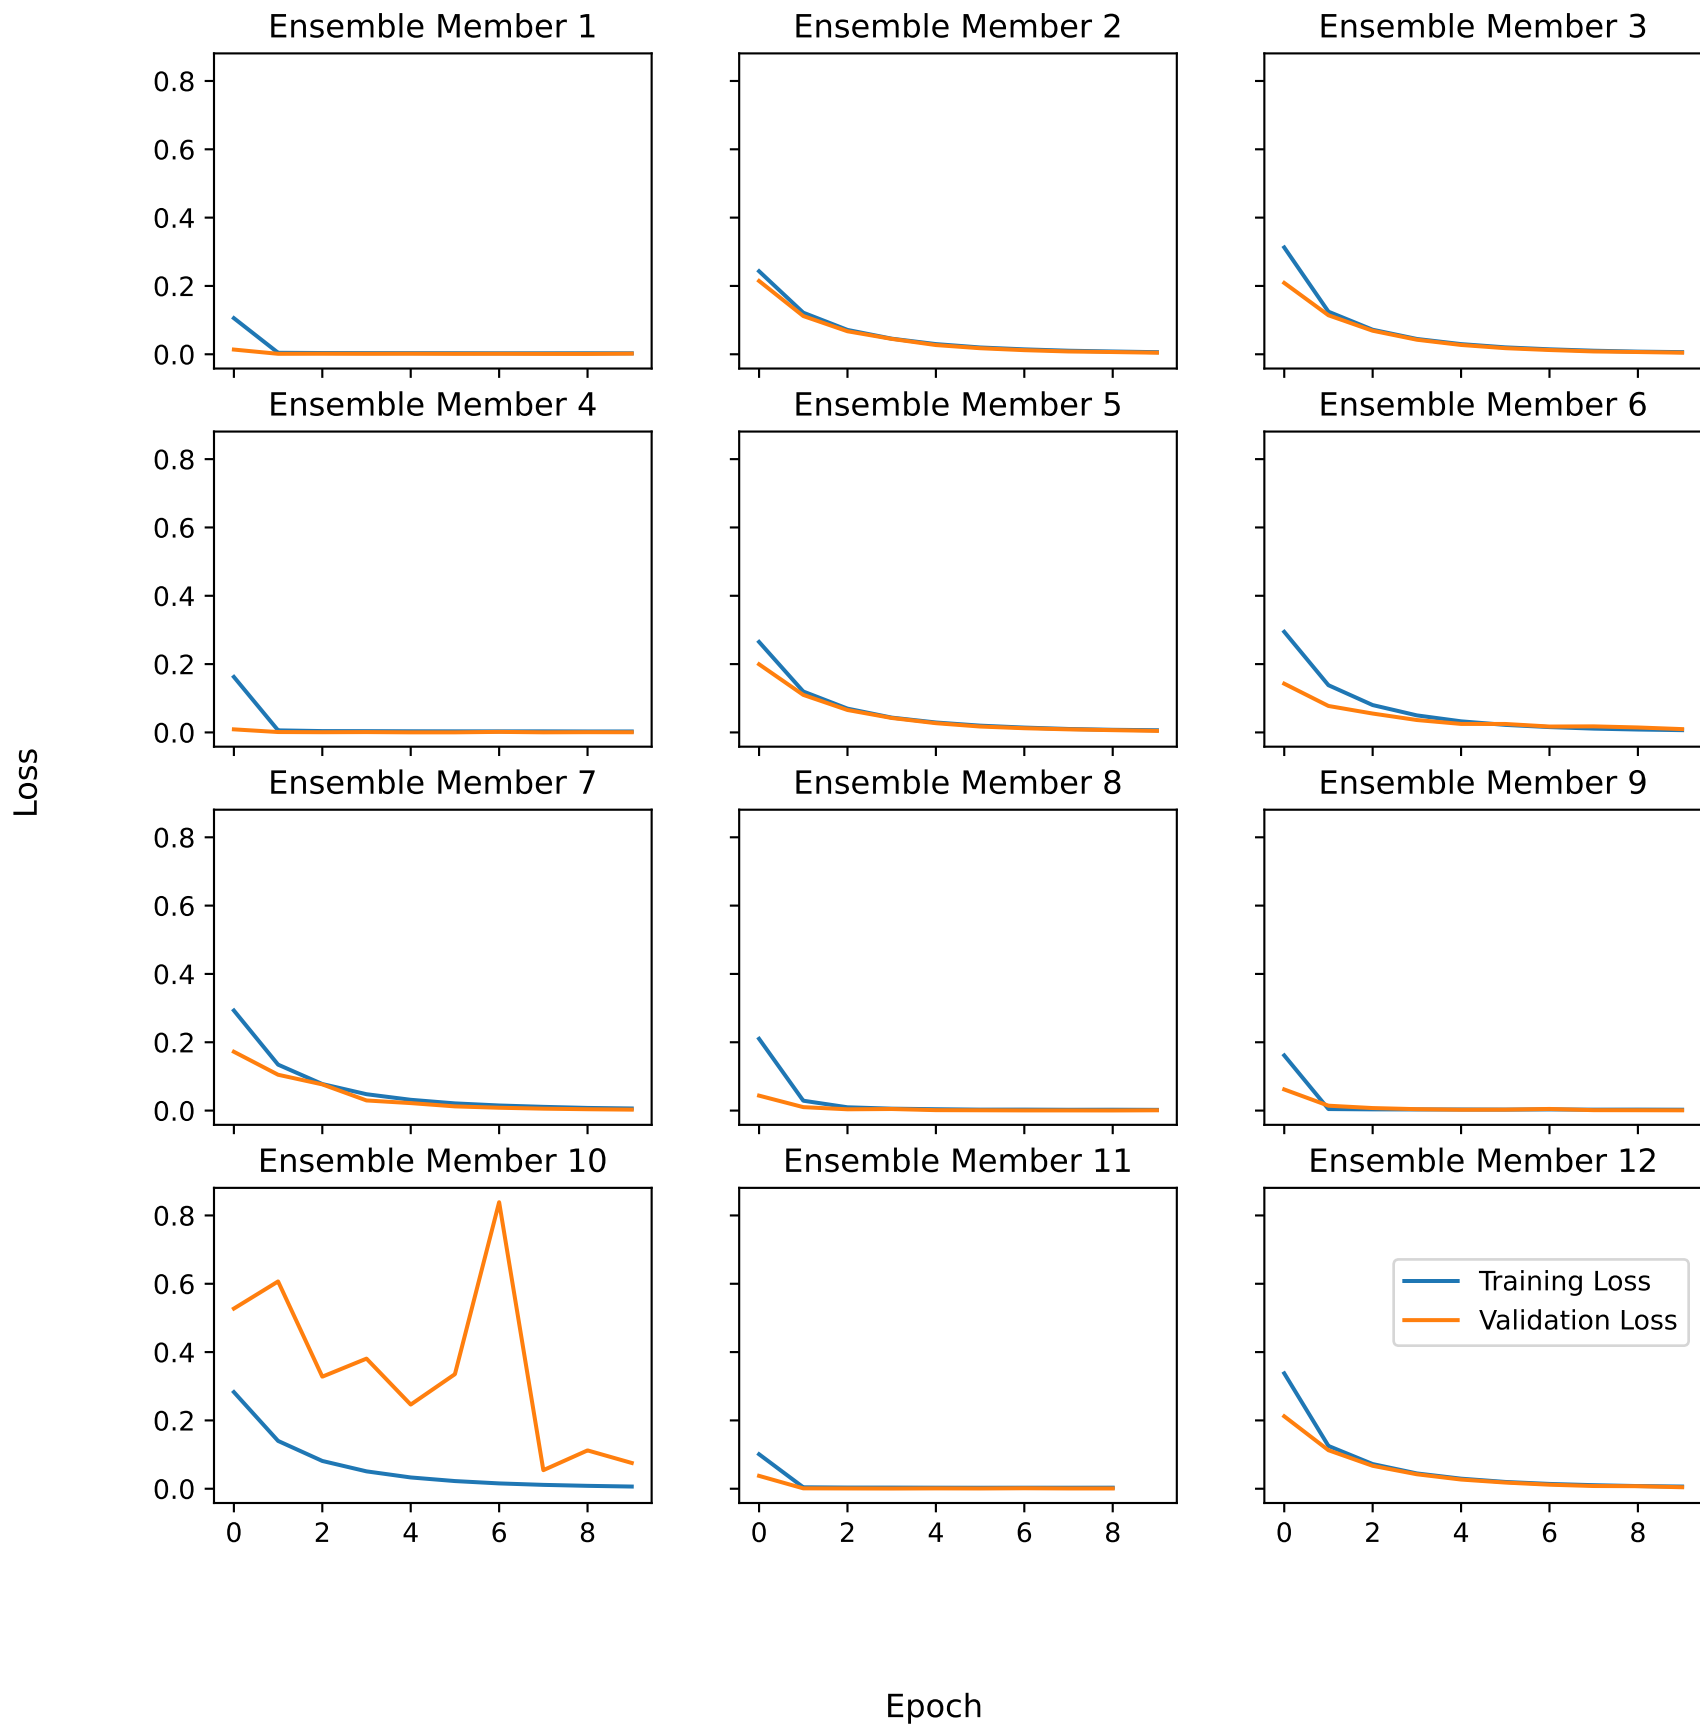 Ensemble Member 1
Ensemble Member 2
Ensemble Member 3
0.8
0.6
0.4
0.2
0.0
Ensemble Member 4
Ensemble Member 5
Ensemble Member 6
0.8
0.6
0.4
0.2
0.0
Loss
Ensemble Member 7
Ensemble Member 8
Ensemble Member 9
0.8
0.6
0.4
0.2
0.0
Ensemble Member 10
Ensemble Member 11
Ensemble Member 12
0.8
0.6
0.4
0.2
0.0
Training Loss
Validation Loss
0 2 4 6 8
0 2 4 6 8
0 2 4 6 8
Epoch